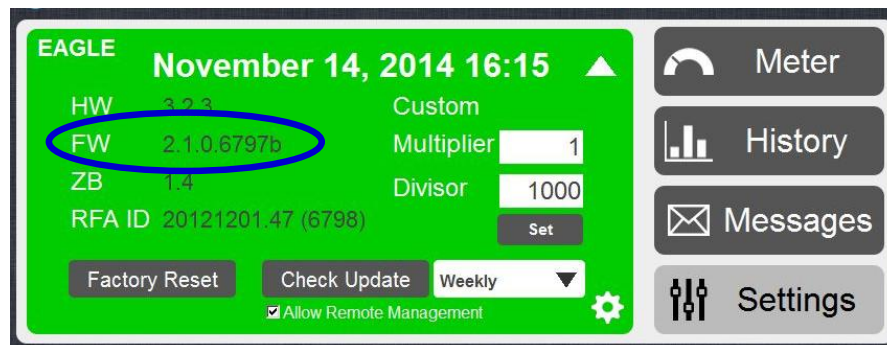 EAGLE
November 14, 2014 16:15
HW 3.2.3 Custom
FW 2.1.0.6797b Multiplier 1
ZB 1.4 Divisor 1000
RFA ID 20121201.47 (6798) Set
Factory Reset Check Update Weekly
Allow Remote Management
Meter
History
Messages
Settings